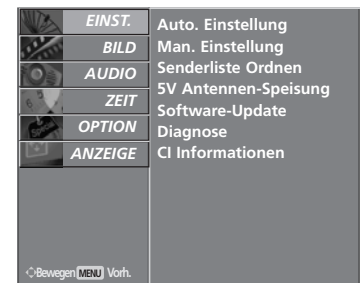 EINST.
BILD
AUDIO
ZEIT
OPTION
ANZEIGE
Auto. Einstellung
Man. Einstellung
Senderliste Ordnen
5V Antennen-Speisung
Software-Update
Diagnose
CI Informationen
Bewegen MENU Vorh.